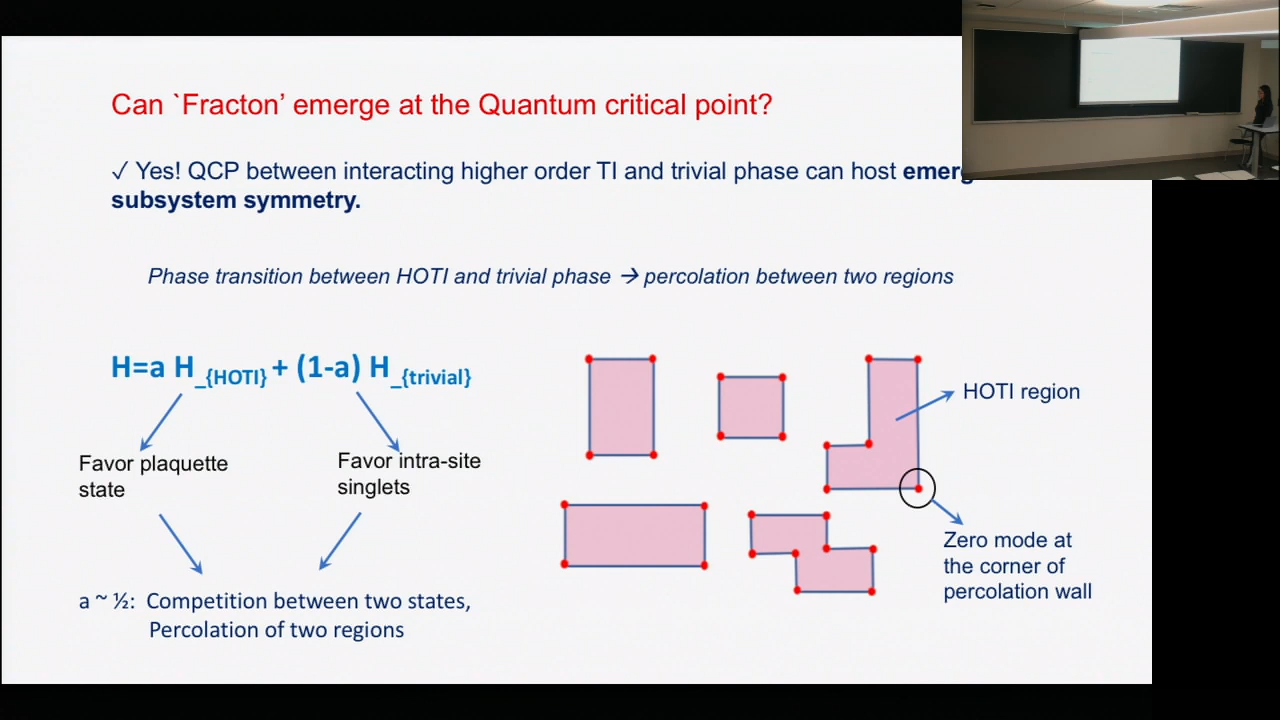 Can `Fracton’ emerge at the Quantum critical point?
✓ Yes! QCP between interacting higher order TI and trivial phase can host emerg
subsystem symmetry.
Phase transition between HOTI and trivial phase → percolation between two regions
H=a H_{HOTI} + (1-a) H_{trivial}
Favor plaquette
state
Favor intra-site
singlets
a ~ ½: Competition between two states,
Percolation of two regions
HOTI region
Zero mode at
the corner of
percolation wall